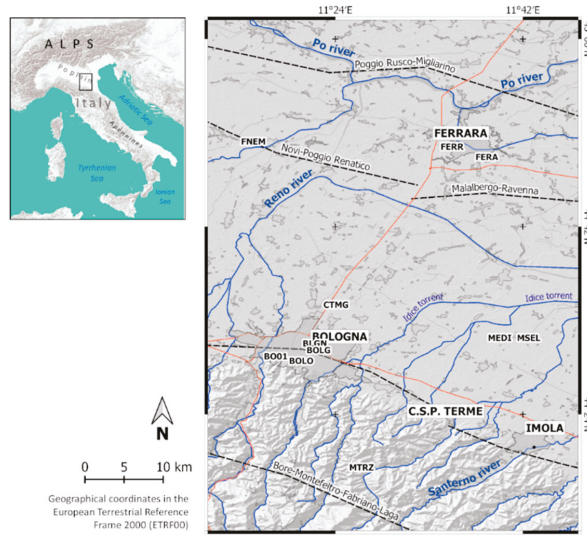 11°24' 11°42'
ALPS
Po plain
Italy
Adriatic Sea
Apennines
Tyrrhenian
Sea
Ionian
Sea
Po river
Poggio Rusco-Migliarino
Po river
FERRARA
FERR
FERA
FNEM
Novi-Poggio Renatico
Malalbergo-Ravenna
Reno river
CTMG
Idice torrent
Idice torrent
BOLOGNA
BLGN
BOLG
BO01 BOLO
MEDI MSEL
C.S.P. TERME
IMOLA
MTRZ
Bore-Montefeltro-Fabriano-Laga
Santerno river
N
0 5 10 km
Geographical coordinates in the
European Terrestrial Reference
Frame 2000 (ETRF00)